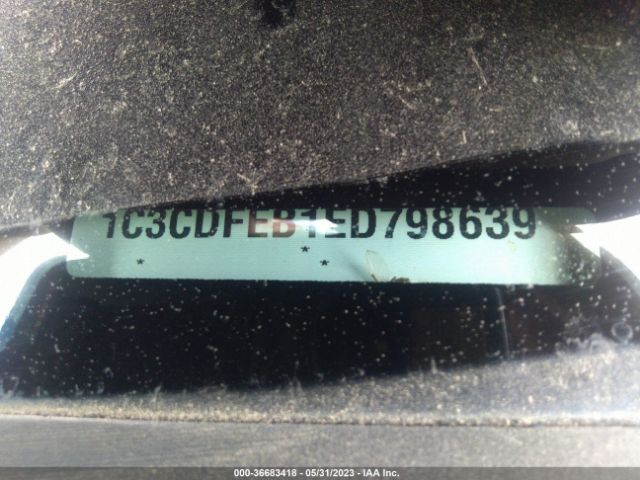 1C3CDFEB1ED798639
* * *
000-36683418 - 05/31/2023 - IAA Inc.